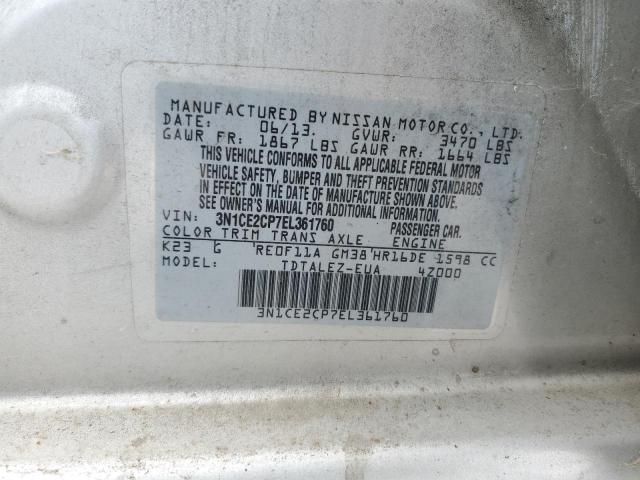 MANUFACTURED BY NISSAN MOTOR CO., LTD.
DATE: 06/13. GVWR: 3470 LBS
GAWR FR: 1867 LBS GAWR RR: 1664 LBS
THIS VEHICLE CONFORMS TO ALL APPLICABLE FEDERAL MOTOR
VEHICLE SAFETY, BUMPER AND THEFT PREVENTION STANDARDS
IN EFFECT ON THE DATE OF MANUFACTURE SHOWN ABOVE.
SEE OWNER'S MANUAL FOR ADDITIONAL INFORMATION.
VIN: 3N1CE2CP7EL361760 PASSENGER CAR.
COLOR TRIM TRANS AXLE ENGINE
K23 G RE0F11A GM38 HR16DE 1598 CC
MODEL: TDTALEZ-EUA 4Z000
3N1CE2CP7EL361760